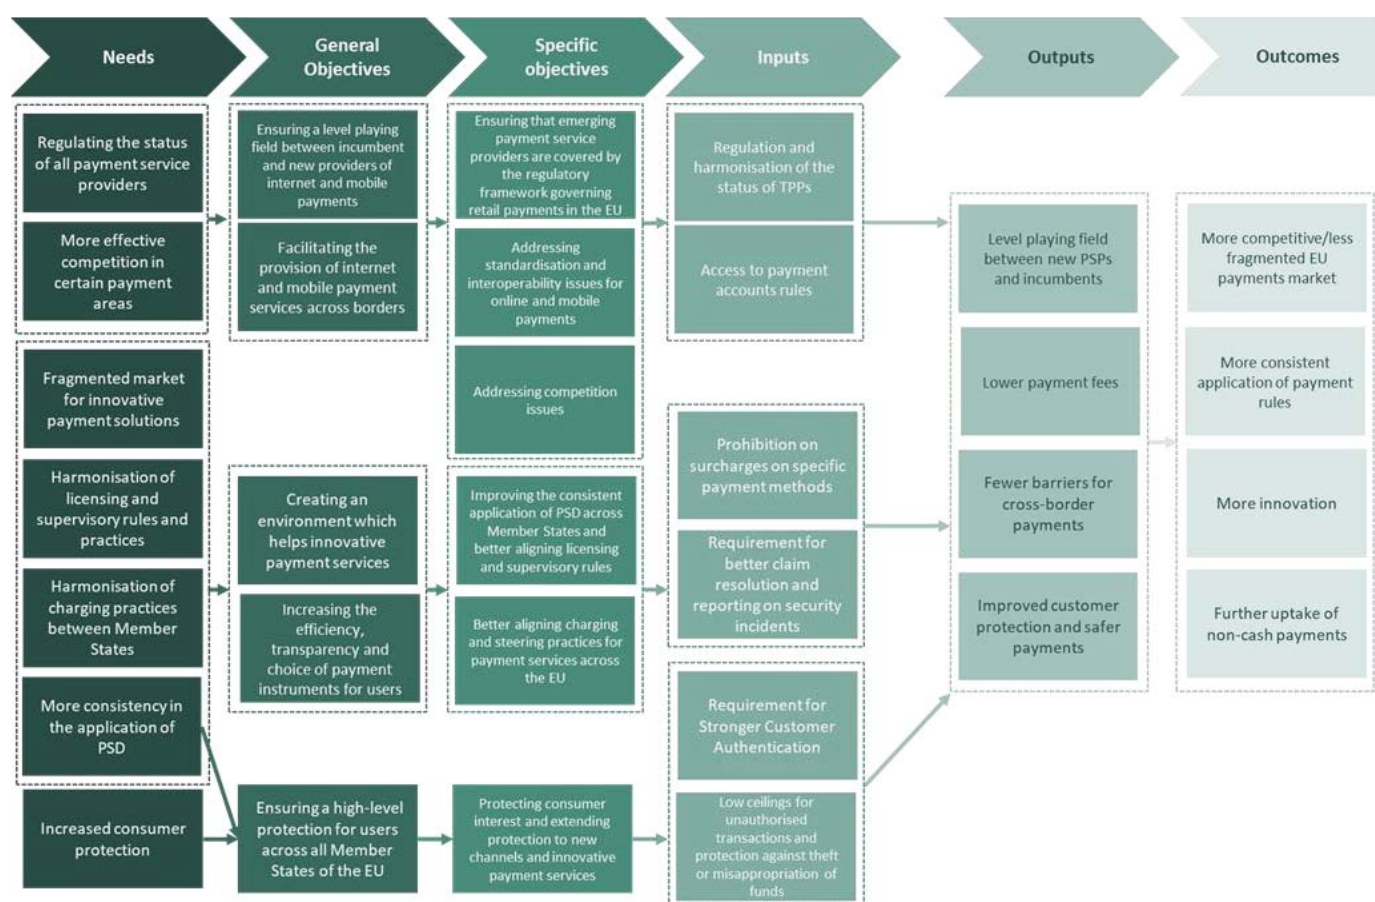 Needs
General
Objectives
Specific
objectives
Inputs
Outputs
Outcomes
Regulating the status
of all payment service
providers
More effective
competition in
certain payment
areas
Fragmented market
for innovative
payment solutions
Harmonisation of
licensing and
supervisory rules and
practices
Harmonisation of
charging practices
between Member
States
More consistency in
the application of
PSD
Increased consumer
protection
Ensuring a level playing
field between incumbent
and new providers of
internet and mobile
payments
Facilitating the
provision of internet
and mobile payment
services across borders
Creating an
environment which
helps innovative
payment services
Increasing the
efficiency,
transparency and
choice of payment
instruments for users
Ensuring a high-level
protection for users
across all Member
States of the EU
Ensuring that emerging
payment service
providers are covered by
the regulatory
framework governing
retail payments in the EU
Addressing
standardisation and
interoperability issues for
online and mobile
payments
Addressing competition
issues
Improving the consistent
application of PSD across
Member States and
better aligning licensing
and supervisory rules
Better aligning charging
and steering practices for
payment services across
the EU
Protecting consumer
interest and extending
protection to new
channels and innovative
payment services
Regulation and
harmonisation of the
status of TPPs
Access to payment
accounts rules
Prohibition on
surcharges on specific
payment methods
Requirement for
better claim
resolution and
reporting on security
incidents
Requirement for
Stronger Customer
Authentication
Low ceilings for
unauthorised
transactions and
protection against theft
or misappropriation of
funds
Level playing field
between new PSPs
and incumbents
Lower payment fees
Fewer barriers for
cross-border
payments
Improved customer
protection and safer
payments
More competitive/less
fragmented EU
payments market
More consistent
application of payment
rules
More innovation
Further uptake of
non-cash payments